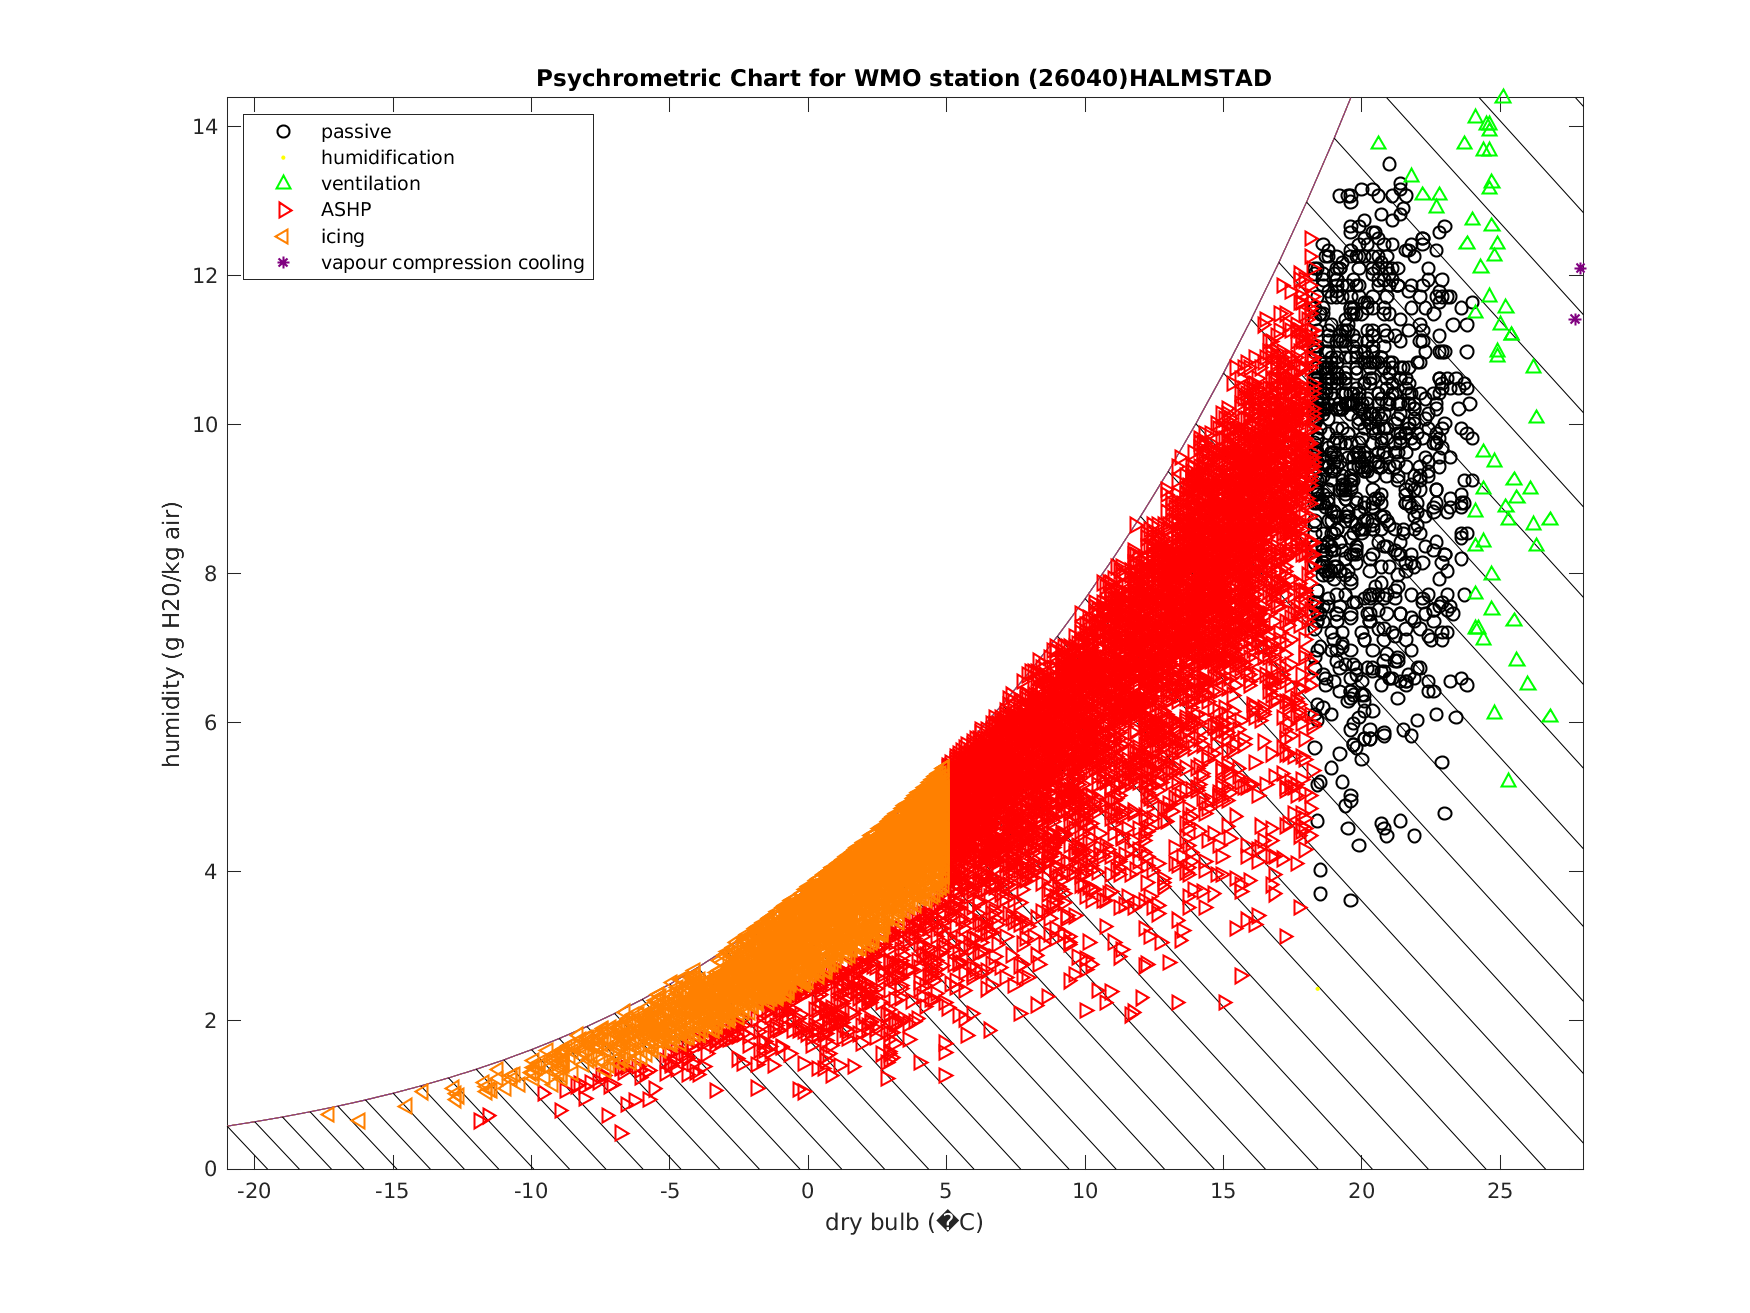 Psychrometric Chart for WMO station (26040)HALMSTAD
passive
humidification
ventilation
ASHP
icing
vapour compression cooling
14
12
10
8
6
4
2
0
humidity (g H20/kg air)
-20 -15 -10 -5 0 5 10 15 20 25
dry bulb (�C)